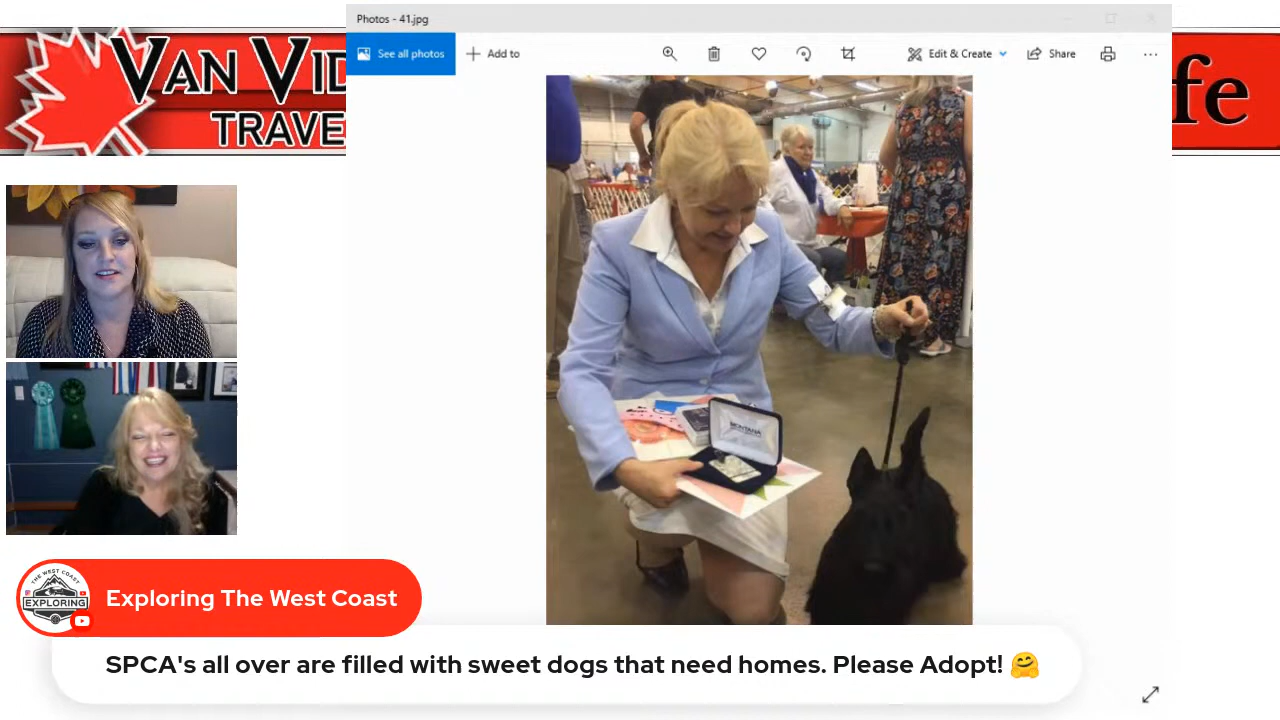 Photos - 41.jpg
See all photos
Add to
Edit & Create
Share
VAN VID
TRAVE
fe
MONTANA
THE WEST COAST
EXPLORING
Exploring The West Coast
SPCA's all over are filled with sweet dogs that need homes. Please Adopt! 🤗